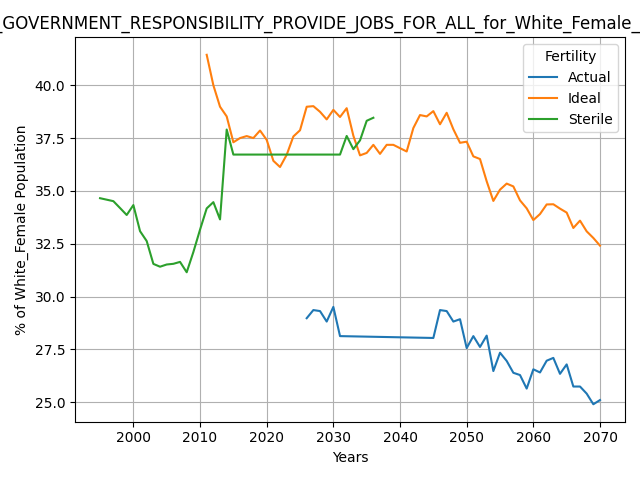 _GOVERNMENT_RESPONSIBILITY_PROVIDE_JOBS_FOR_ALL_for_White_Female_
Fertility
Actual
Ideal
Sterile
% of White_Female Population
40.0
37.5
35.0
32.5
30.0
27.5
25.0
2000 2010 2020 2030 2040 2050 2060 2070
Years